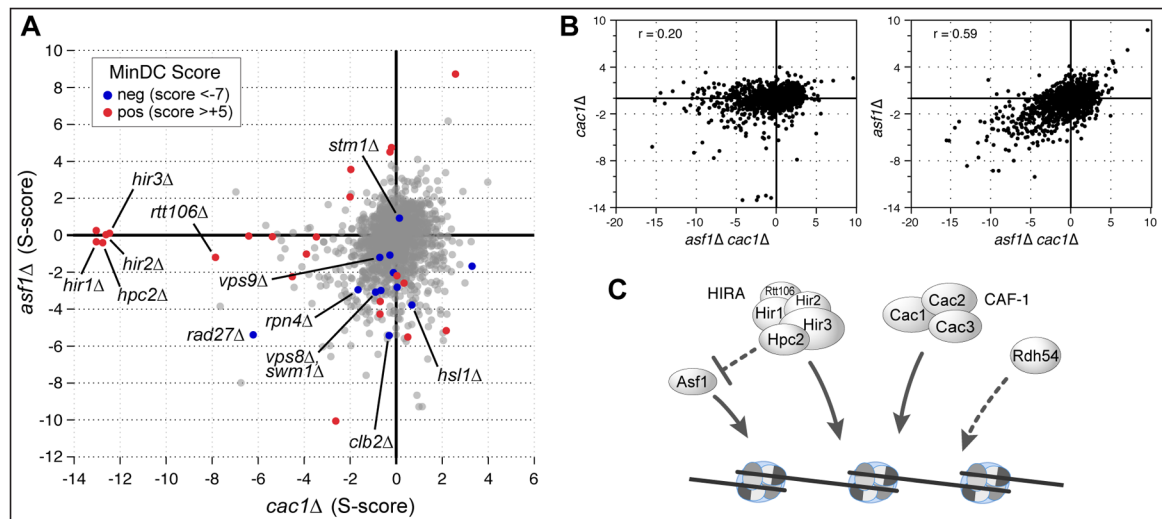 A
10
8
6
4
2
0
-2
-4
-6
-8
-10
-12
-14 -12 -10 -8 -6 -4 -2 0 2 4 6
asf1Δ (S-score)
cac1Δ (S-score)
MinDC Score
neg (score <-7)
pos (score >+5)
stm1Δ
hir3Δ
rtt106Δ
hir1Δ
hir2Δ
hpc2Δ
vps9Δ
rpn4Δ
rad27Δ
vps8Δ,
swm1Δ
hsl1Δ
clb2Δ
B
10
4
-2
-8
-14
-20 -15 -10 -5 0 5 10
r = 0.20
cac1Δ
asf1Δ cac1Δ
10
4
-2
-8
-14
-20 -15 -10 -5 0 5 10
r = 0.59
asf1Δ
asf1Δ cac1Δ
C
HIRA
Rtt106
Hir1
Hir2
Hir3
Hpc2
Cac1
Cac2
Cac3
CAF-1
Asf1
Rdh54